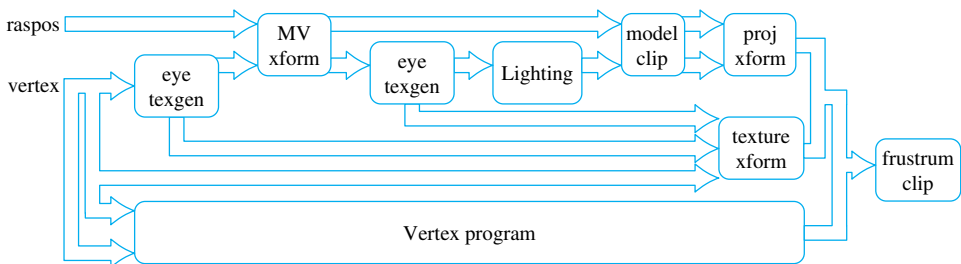 raspos
MV
xform
model
clip
proj
xform
vertex
eye
texgen
eye
texgen
Lighting
texture
xform
frustrum
clip
Vertex program